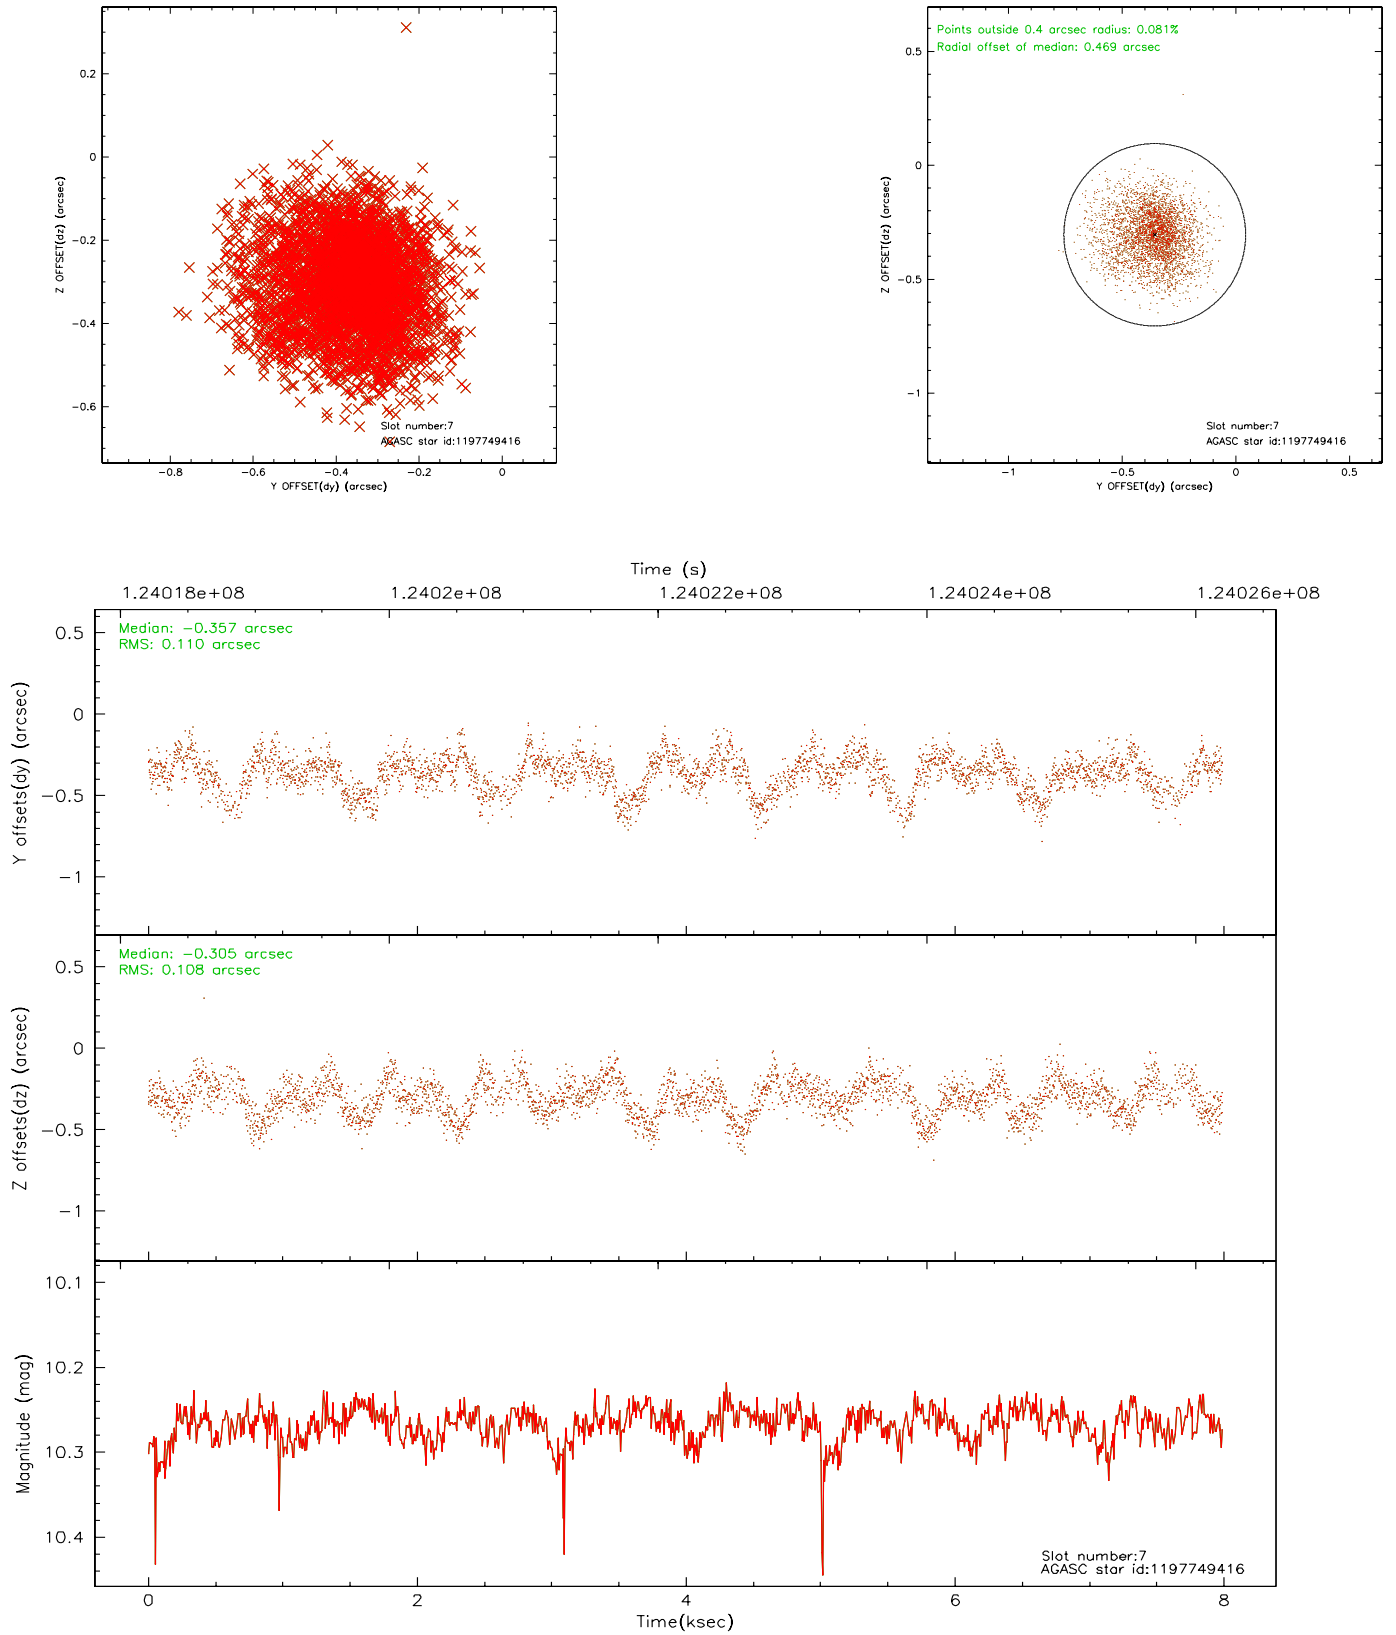 Points outside 0.4 arcsec radius: 0.081%
Radial offset of median: 0.469 arcsec
0.2
0
−0.2
−0.4
−0.6
Z OFFSET(dz) (arcsec)
Slot number:7
AGASC star id:1197749416
−0.8 −0.6 −0.4 −0.2 0
Y OFFSET(dy) (arcsec)
0.5
0
−0.5
−1
Z OFFSET(dz) (arcsec)
Slot number:7
AGASC star id:1197749416
−1 −0.5 0 0.5
Y OFFSET(dy) (arcsec)
Time (s)
1.24018e+08 1.2402e+08 1.24022e+08 1.24024e+08 1.24026e+08
Median: −0.357 arcsec
RMS: 0.110 arcsec
0.5
0
−0.5
−1
Y offsets(dy) (arcsec)
Median: −0.305 arcsec
RMS: 0.108 arcsec
0.5
0
−0.5
−1
Z offsets(dz) (arcsec)
10.1
10.2
10.3
10.4
Magnitude (mag)
Slot number:7
AGASC star id:1197749416
0 2 4 6 8
Time(ksec)